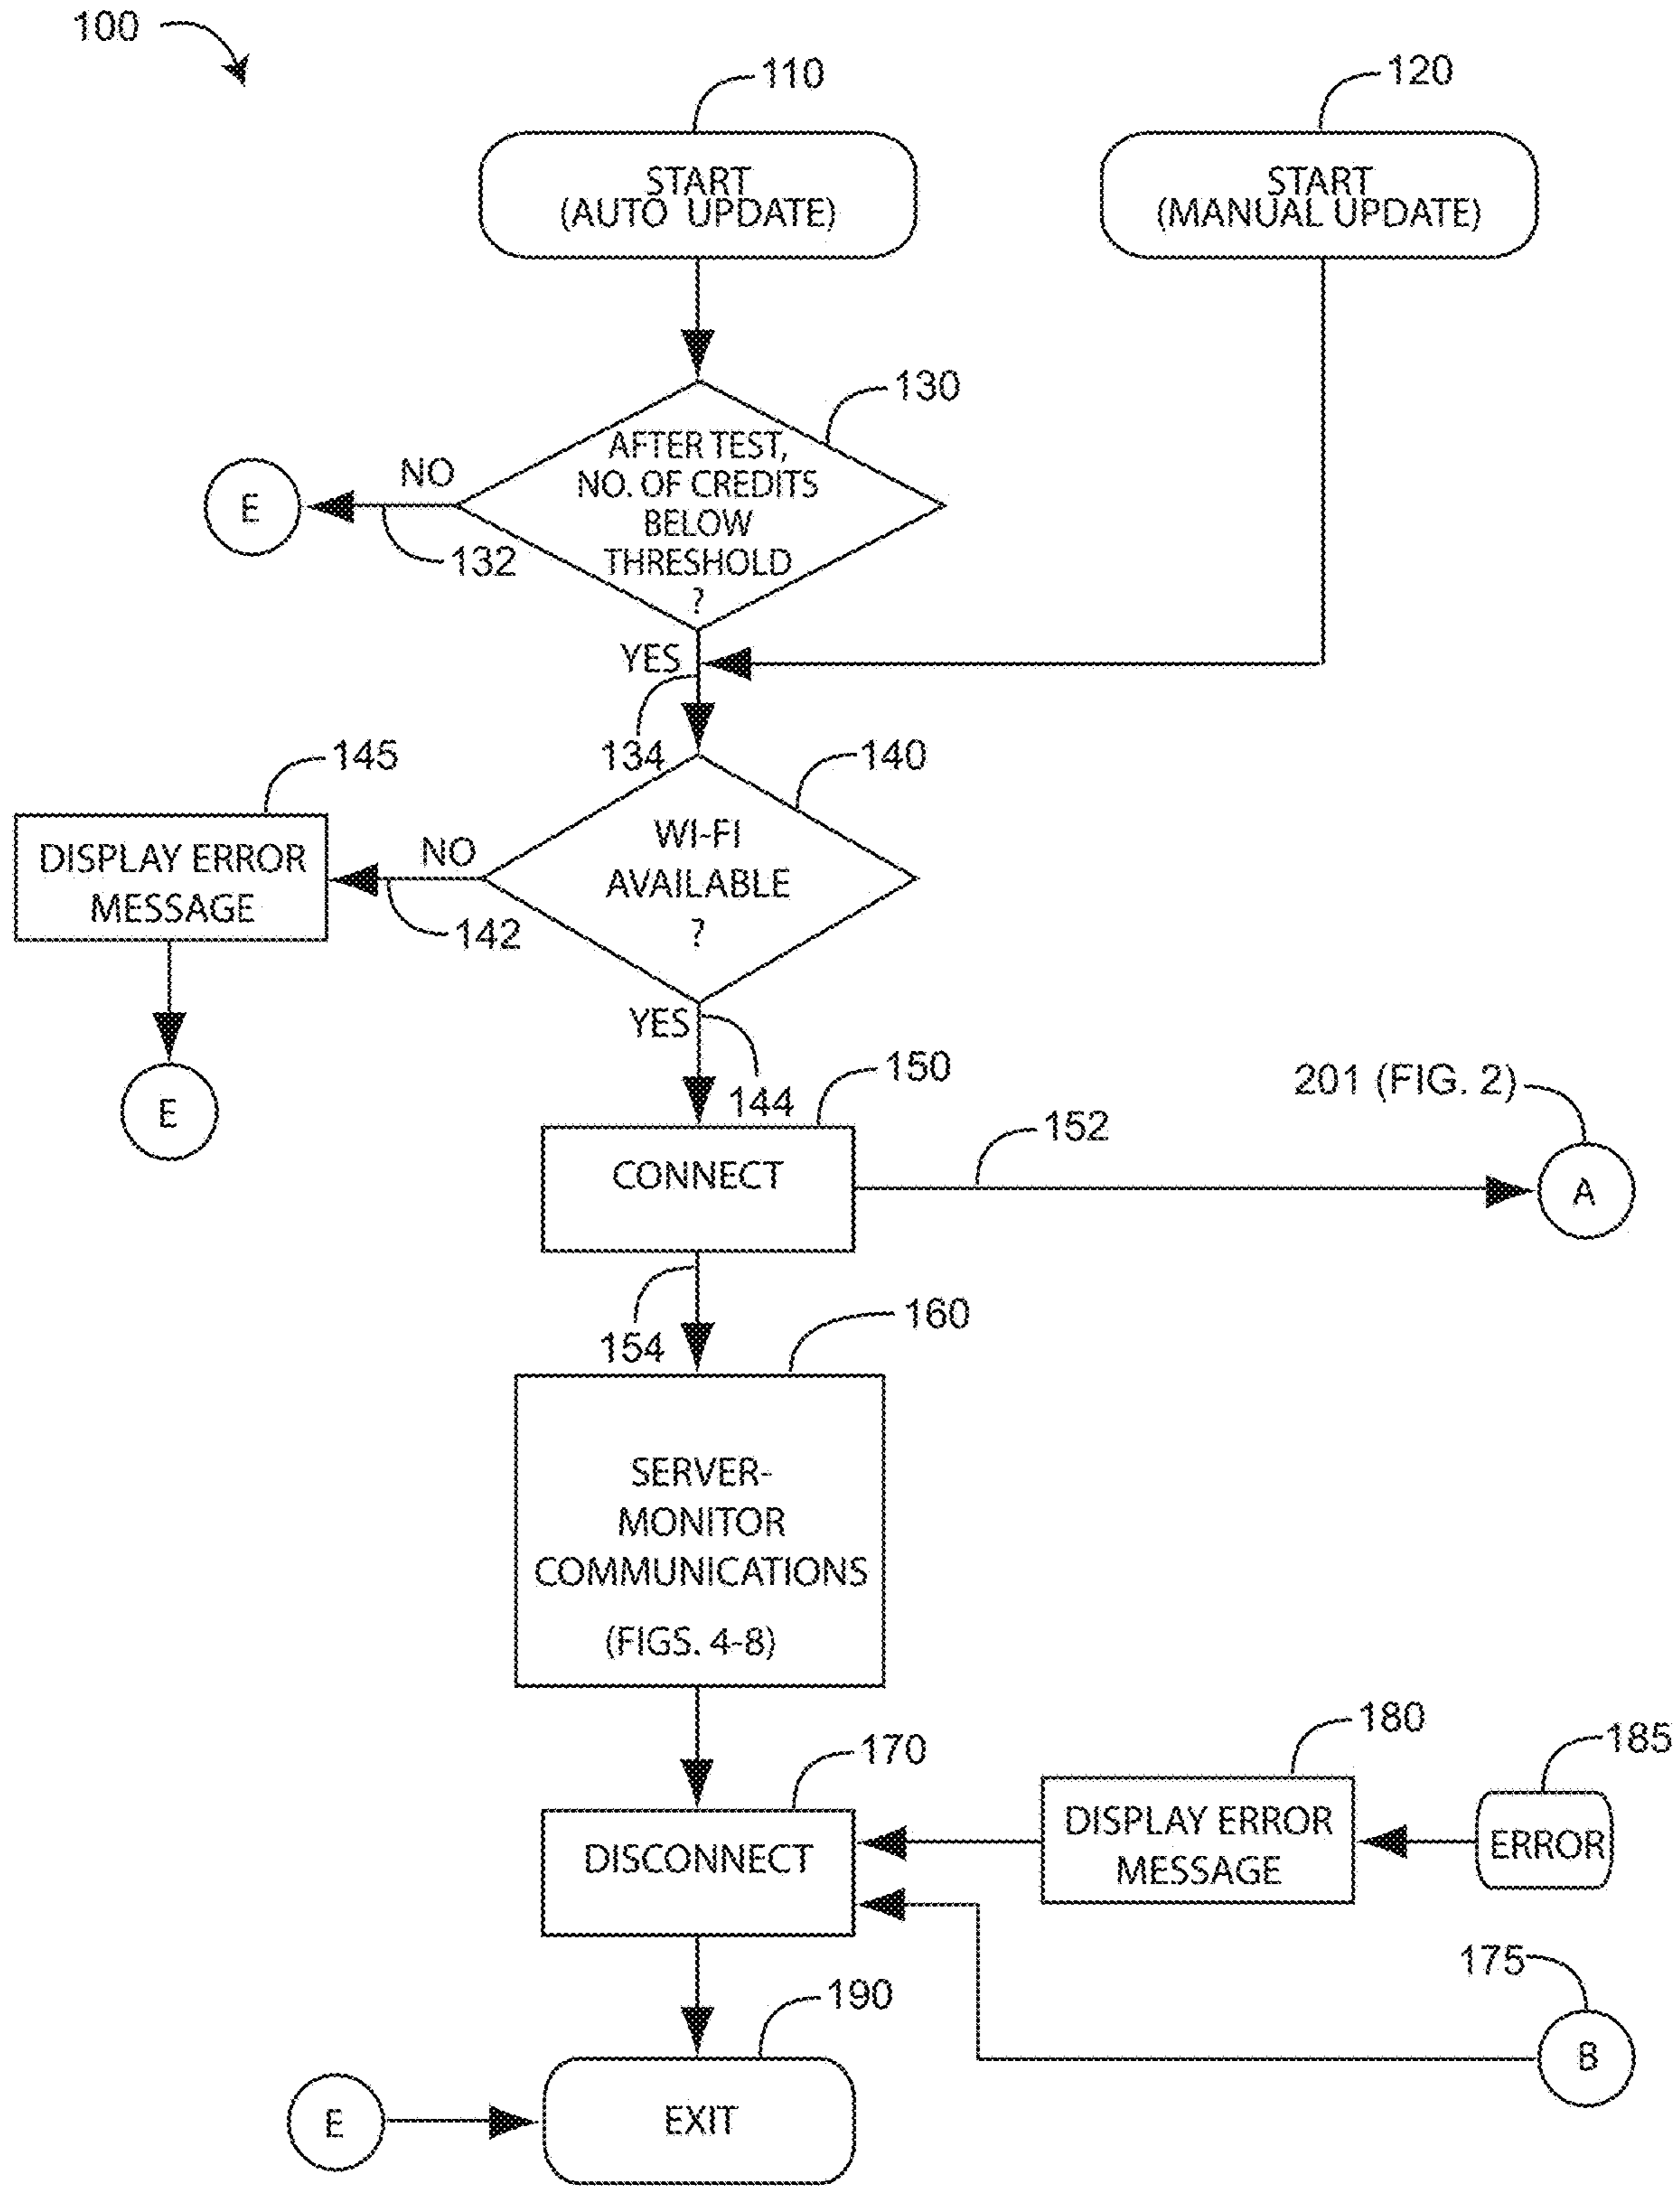 100
110
120
START
(AUTO UPDATE)
START
(MANUAL UPDATE)
130
AFTER TEST,
NO. OF CREDITS
BELOW
THRESHOLD
?
NO
E
132
YES
134
140
145
WI-FI
AVAILABLE
?
NO
DISPLAY ERROR
MESSAGE
142
E
YES
144
150
201 (FIG. 2)
CONNECT
152
A
154
160
SERVER-
MONITOR
COMMUNICATIONS
(FIGS. 4-8)
170
180
185
DISCONNECT
DISPLAY ERROR
MESSAGE
ERROR
175
B
190
E
EXIT